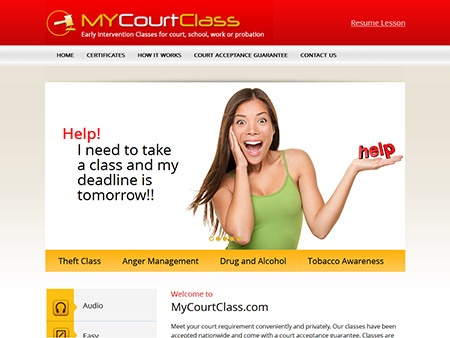 MYCourtClass
Early Intervention Classes for court, school, work or probation
Resume Lesson
HOME CERTIFICATES HOW IT WORKS COURT ACCEPTANCE GUARANTEE CONTACT US
Help!
I need to take
a class and my
deadline is
tomorrow!!
help
Theft Class Anger Management Drug and Alcohol Tobacco Awareness
Audio
Easy
Welcome to
MyCourtClass.com
Meet your court requirement conveniently and privately. Our classes have been
accepted nationwide and come with a court acceptance guarantee. Classes are